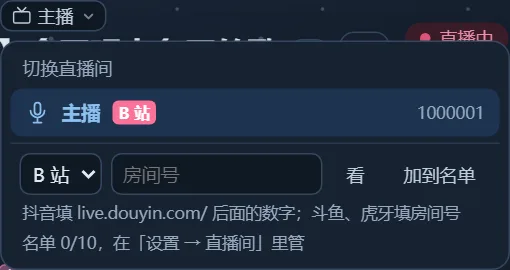 主播
直播中
切换直播间
主播 B 站 1000001
B 站 房间号 看 加到名单
抖音填 live.douyin.com/ 后面的数字；斗鱼、虎牙填房间号
名单 0/10，在「设置 → 直播间」里管